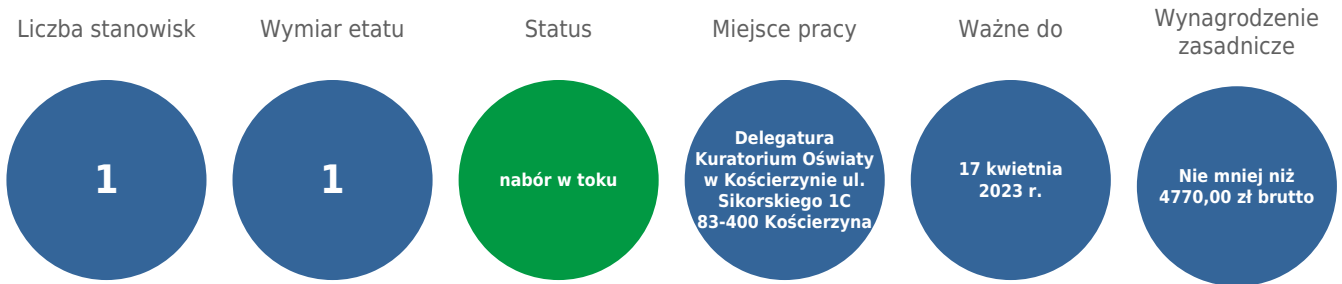 Liczba stanowisk
1
Wymiar etatu
1
Status
nabór w toku
Miejsce pracy
Delegatura
Kuratorium Oświaty
w Kościerzynie ul.
Sikorskiego 1C
83-400 Kościerzyna
Ważne do
17 kwietnia
2023 r.
Wynagrodzenie
zasadnicze
Nie mniej niż
4770,00 zł brutto